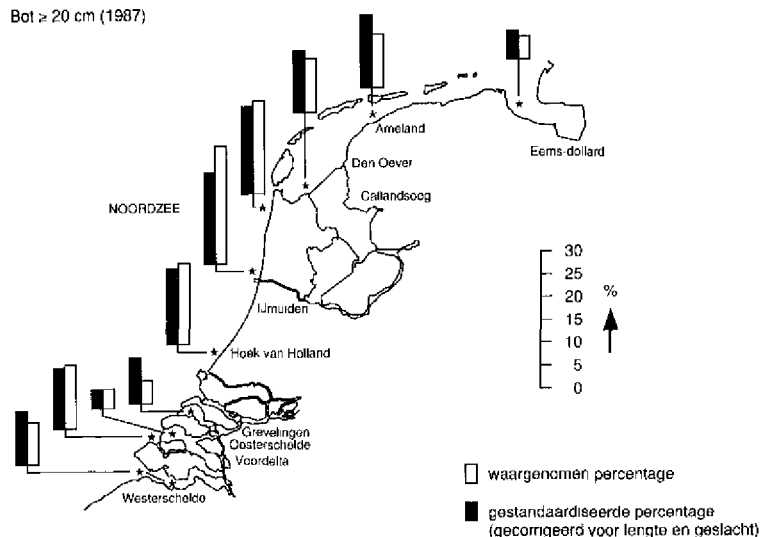 Bot ≥ 20 cm (1987)
Ameland
Eems-dollard
Den Oever
Callandsoog
NOORDZEE
30
25
20
%
15
10
5
0
IJmuiden
Hoek van Holland
Grevelingen
Oosterschelde
Voordelta
Westerschelde
waargenomen percentage
gestandaardiseerde percentage
(gecorrigeerd voor lengte en geslacht)